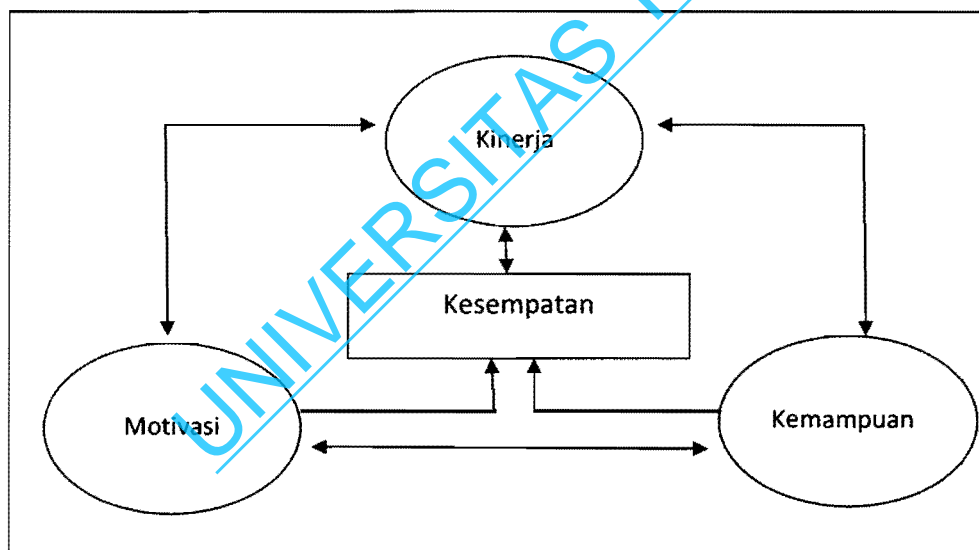 Kinerja
Kesempatan
Motivasi
Kemampuan
UNIVERSITAS